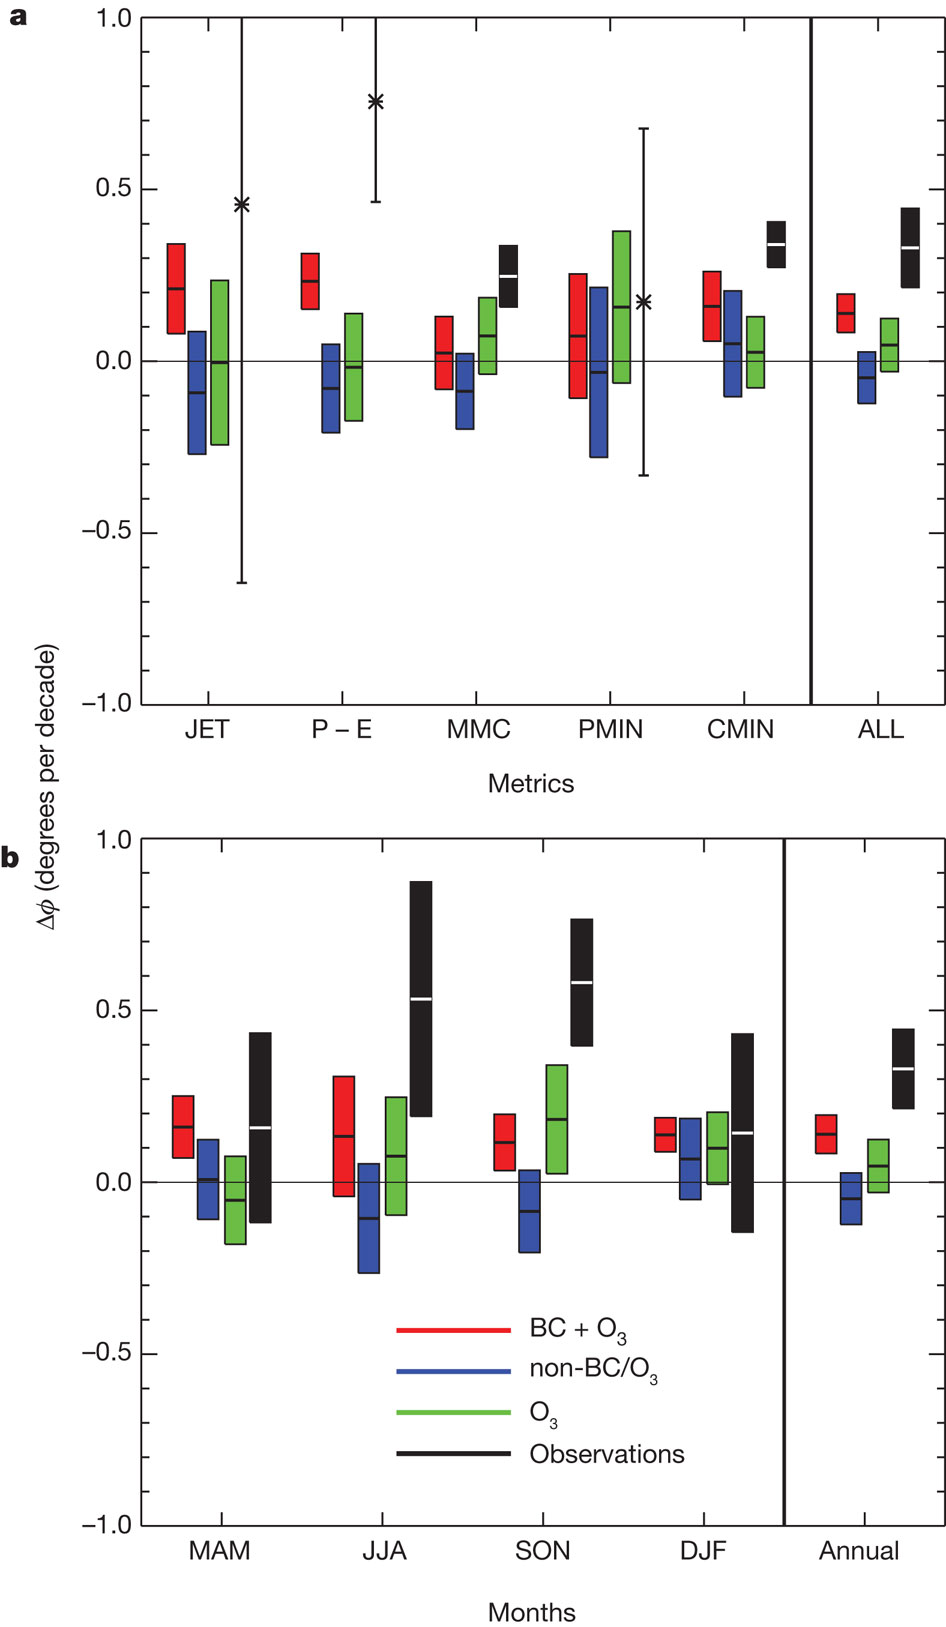 a
1.0
0.5
0.0
−0.5
−1.0
JET P – E MMC PMIN CMIN ALL
Metrics
Δϕ (degrees per decade)
b
1.0
0.5
0.0
−0.5
−1.0
BC + O₃
non-BC/O₃
O₃
Observations
MAM JJA SON DJF Annual
Months